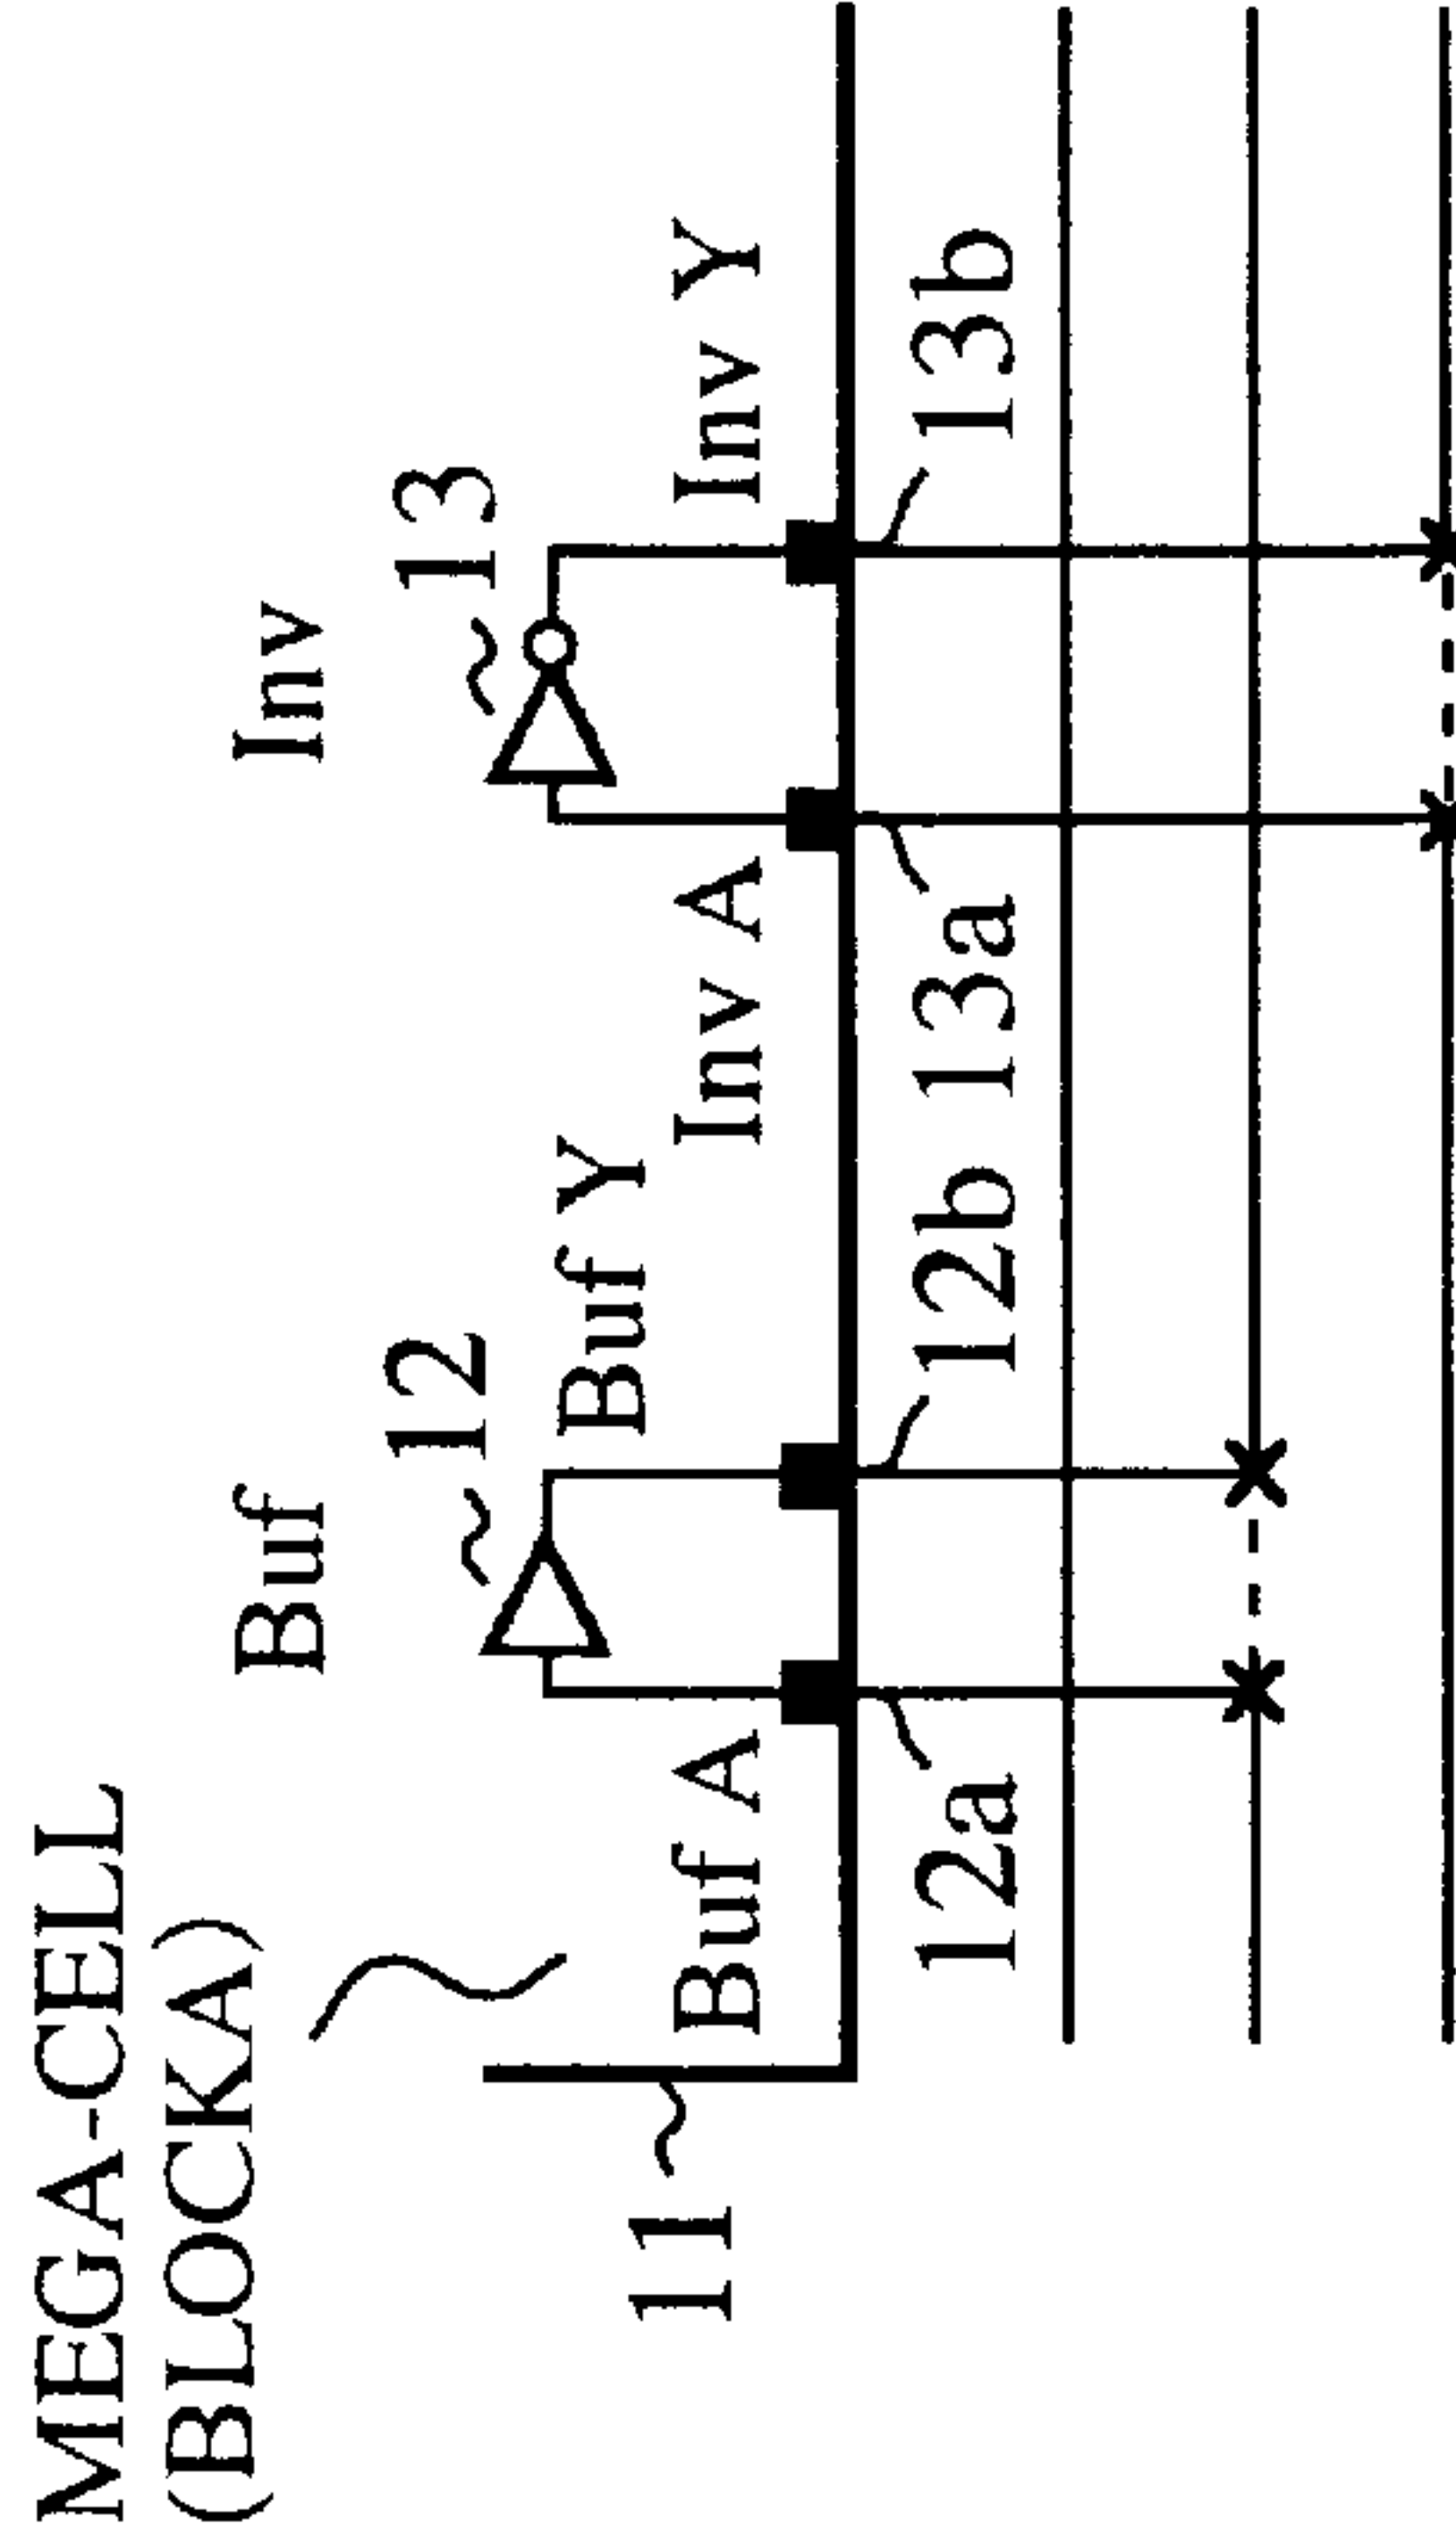 MEGA-CELL
(BLOCKA)
Buf
Inv
12
13
Buf Y
11
Buf A
Inv A
Inv Y
12a
12b
13a
13b